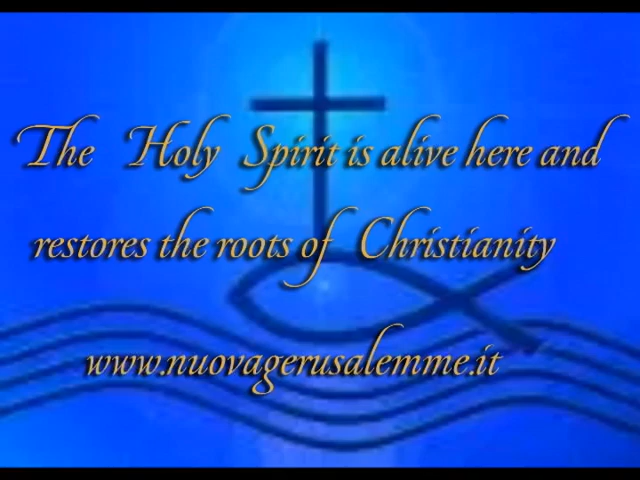 The Holy Spirit is alive here and
restores the roots of Christianity
www.nuovagerusalemme.it